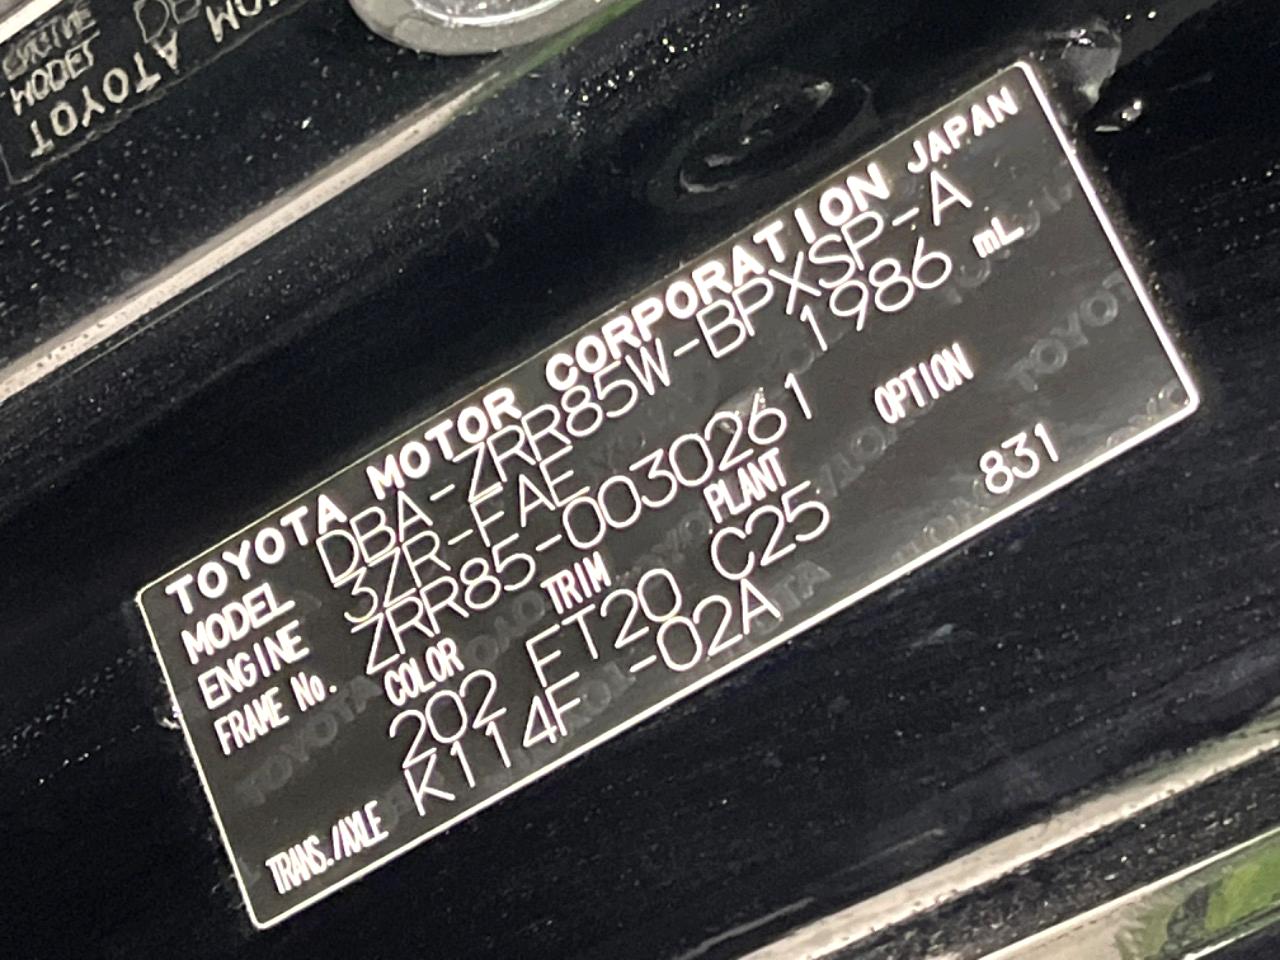 TOYOTA MOTOR CORPORATION JAPAN
MODEL DBA-ZRR85W-BPXSP-A
ENGINE 3ZR-FAE 1986 mL
FRAME No. ZRR85-0030261
COLOR TRIM PLANT OPTION
202 FT20 C25 831
TRANS./AXLE K114F -02A